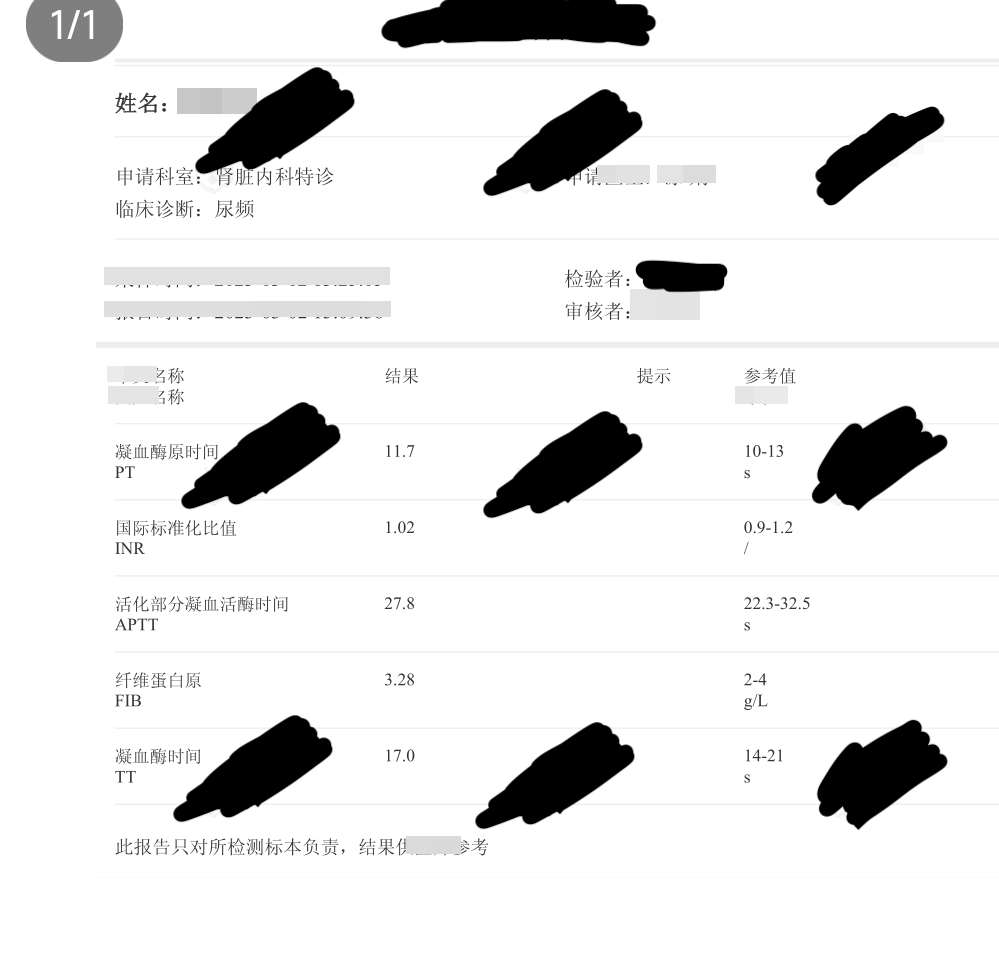 1/1
姓名：
申请科室：肾脏内科特诊
临床诊断：尿频
检验者：
审核者：
名称 结果 提示 参考值
名称
凝血酶原时间 11.7 10-13
PT s
国际标准化比值 1.02 0.9-1.2
INR /
活化部分凝血活酶时间 27.8 22.3-32.5
APTT s
纤维蛋白原 3.28 2-4
FIB g/L
凝血酶时间 17.0 14-21
TT s
此报告只对所检测标本负责，结果 参考